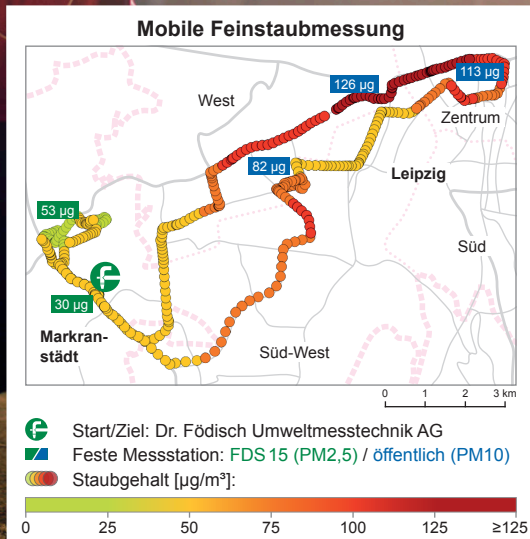 Mobile Feinstaubmessung
126 µg
113 µg
West
Zentrum
82 µg
Leipzig
53 µg
Süd
30 µg
Markran-
städt
Süd-West
0 1 2 3 km
Start/Ziel: Dr. Födisch Umweltmesstechnik AG
Feste Messstation: FDS 15 (PM2,5) / öffentlich (PM10)
Staubgehalt [µg/m³]:
0 25 50 75 100 125 ≥125